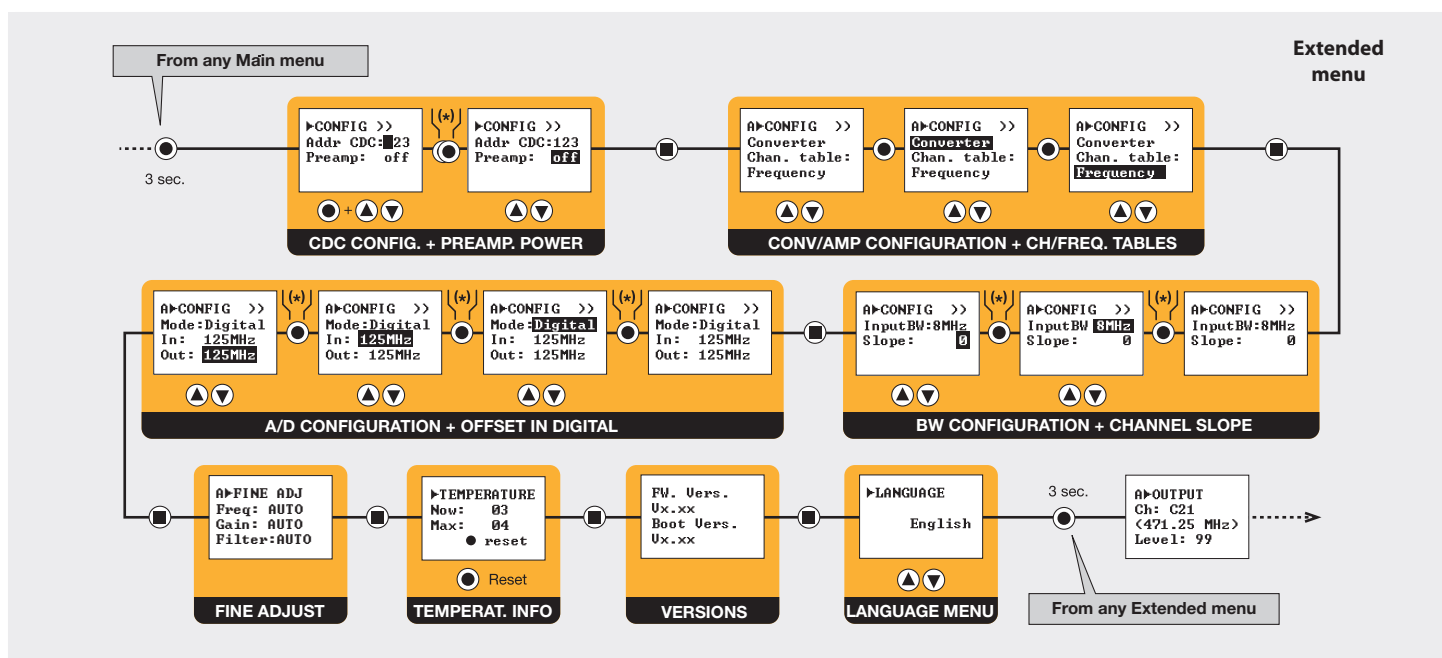 Extended
menu
From any Main menu
3 sec.
▶CONFIG >>
Addr CDC:123
Preamp: off
(*)
▶CONFIG >>
Addr CDC:123
Preamp: off
+
CDC CONFIG. + PREAMP. POWER
A▶CONFIG >>
Converter
Chan. table:
Frequency
A▶CONFIG >>
Converter
Chan. table:
Frequency
A▶CONFIG >>
Converter
Chan. table:
Frequency
CONV/AMP CONFIGURATION + CH/FREQ. TABLES
A▶CONFIG >>
Mode:Digital
In: 125MHz
Out: 125MHz
(*)
A▶CONFIG >>
Mode:Digital
In: 125MHz
Out: 125MHz
(*)
A▶CONFIG >>
Mode:Digital
In: 125MHz
Out: 125MHz
(*)
A▶CONFIG >>
Mode:Digital
In: 125MHz
Out: 125MHz
A/D CONFIGURATION + OFFSET IN DIGITAL
A▶CONFIG >>
InputBW:8MHz
Slope: 0
(*)
A▶CONFIG >>
InputBW 8MHz
Slope: 0
(*)
A▶CONFIG >>
InputBW:8MHz
Slope: 0
BW CONFIGURATION + CHANNEL SLOPE
A▶FINE ADJ
Freq: AUTO
Gain: AUTO
Filter:AUTO
FINE ADJUST
▶TEMPERATURE
Now: 03
Max: 04
● reset
Reset
TEMPERAT. INFO
FW. Vers.
Vx.xx
Boot Vers.
Vx.xx
VERSIONS
▶LANGUAGE
English
LANGUAGE MENU
3 sec.
From any Extended menu
A▶OUTPUT
Ch: C21
(471.25 MHz)
Level: 99